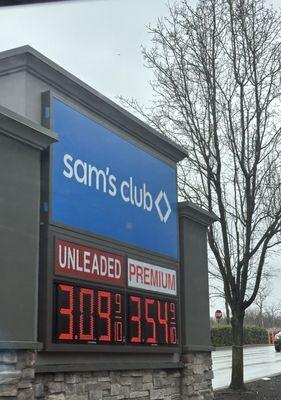 sam's club
UNLEADED PREMIUM
3.09 9/10 3.54 9/10